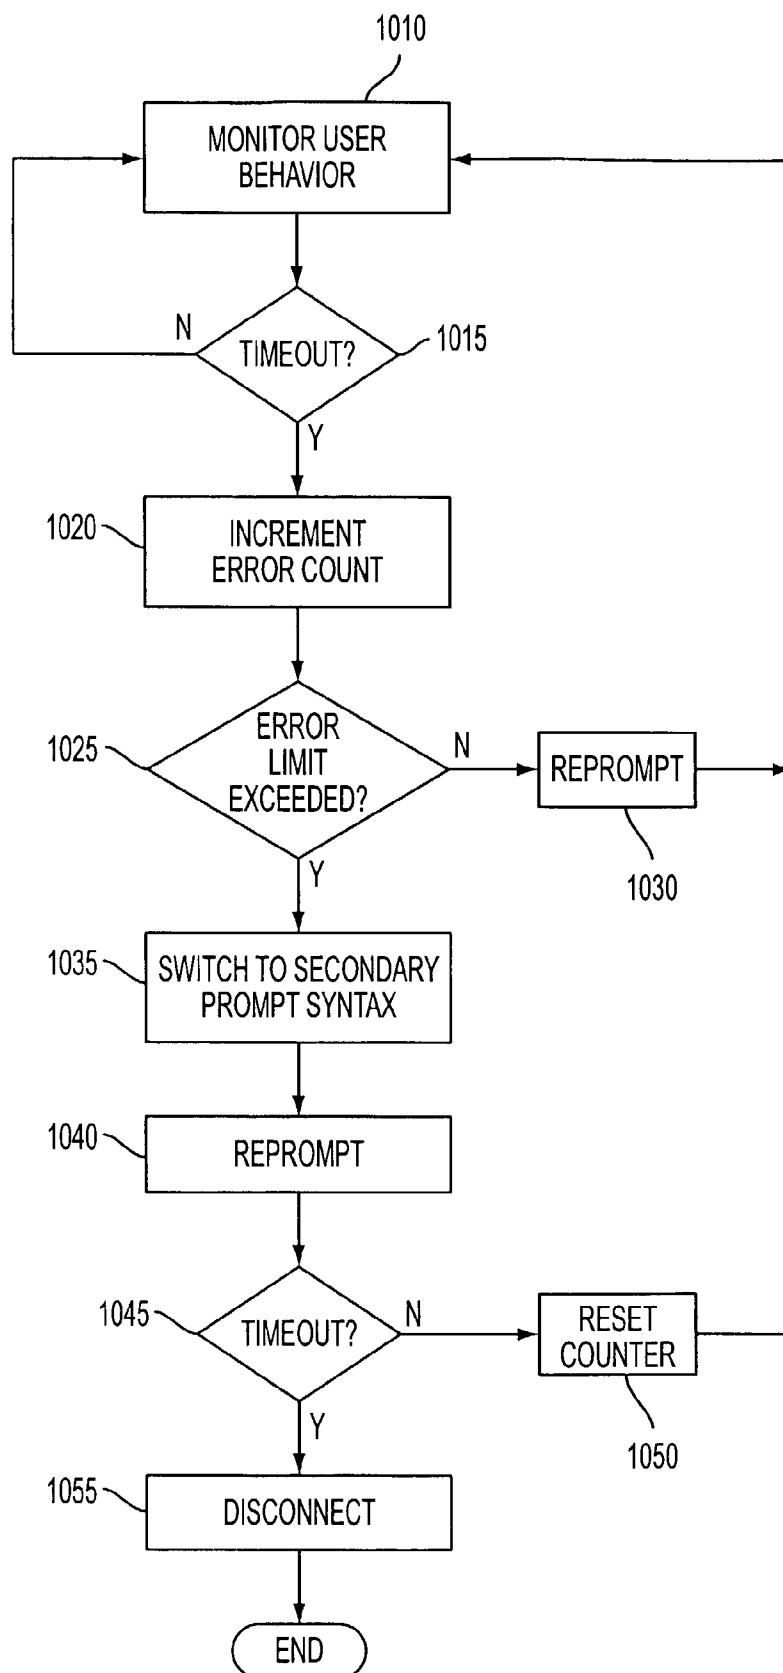 1010
MONITOR USER
BEHAVIOR
N
TIMEOUT?
1015
Y
1020
INCREMENT
ERROR COUNT
1025
ERROR
LIMIT
EXCEEDED?
N
REPROMPT
1030
Y
1035
SWITCH TO SECONDARY
PROMPT SYNTAX
1040
REPROMPT
1045
TIMEOUT?
N
RESET
COUNTER
1050
Y
1055
DISCONNECT
END